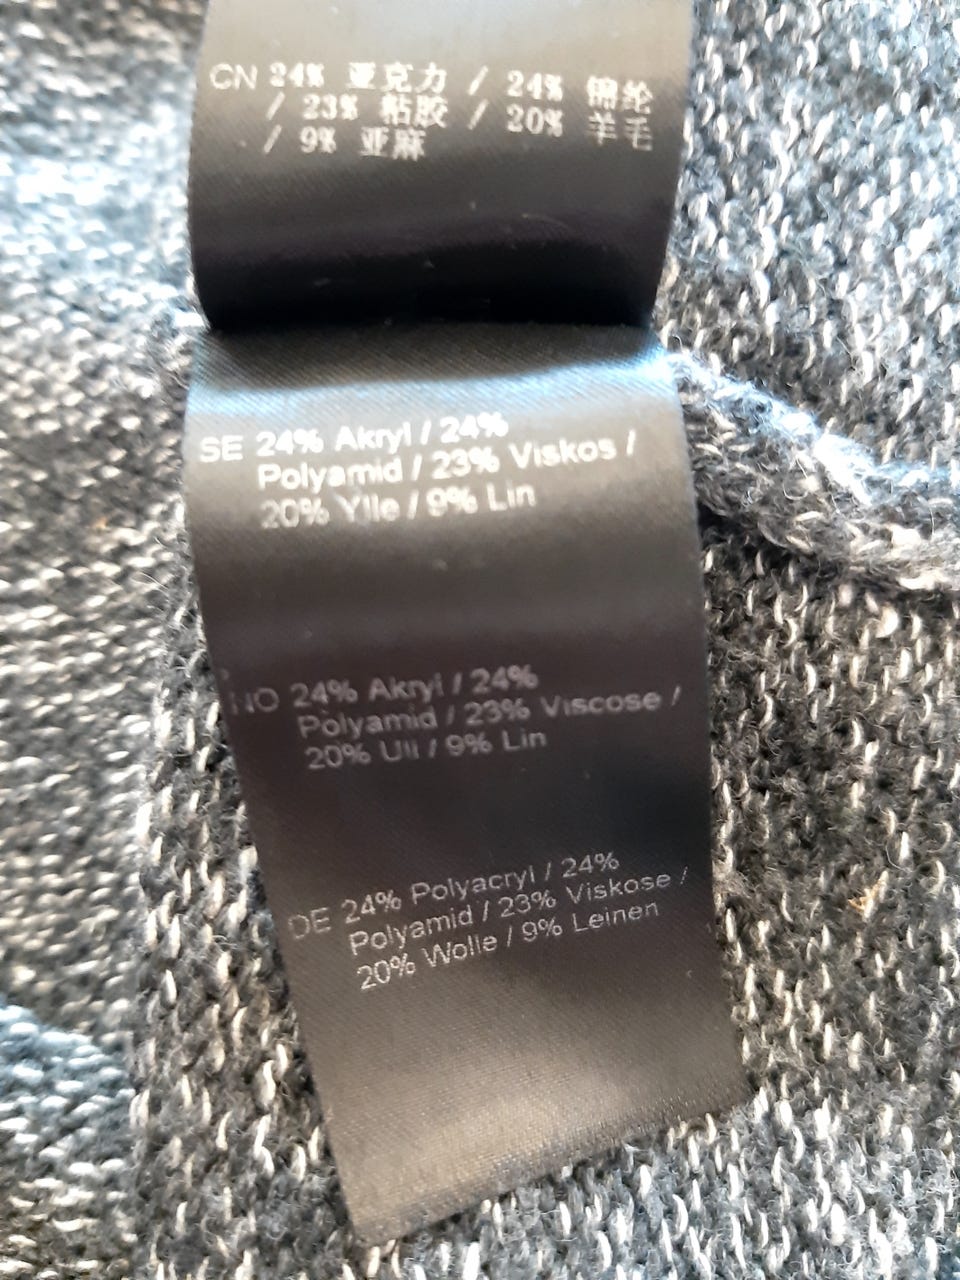 CN 24% 亚克力 / 24% 锦纶
/ 23% 粘胶 / 20% 羊毛
/ 9% 亚麻
SE 24% Akryl / 24%
Polyamid / 23% Viskos /
20% Ylle / 9% Lin
NO 24% Akryl / 24%
Polyamid / 23% Viscose /
20% Ull / 9% Lin
DE 24% Polyacryl / 24%
Polyamid / 23% Viskose /
20% Wolle / 9% Leinen